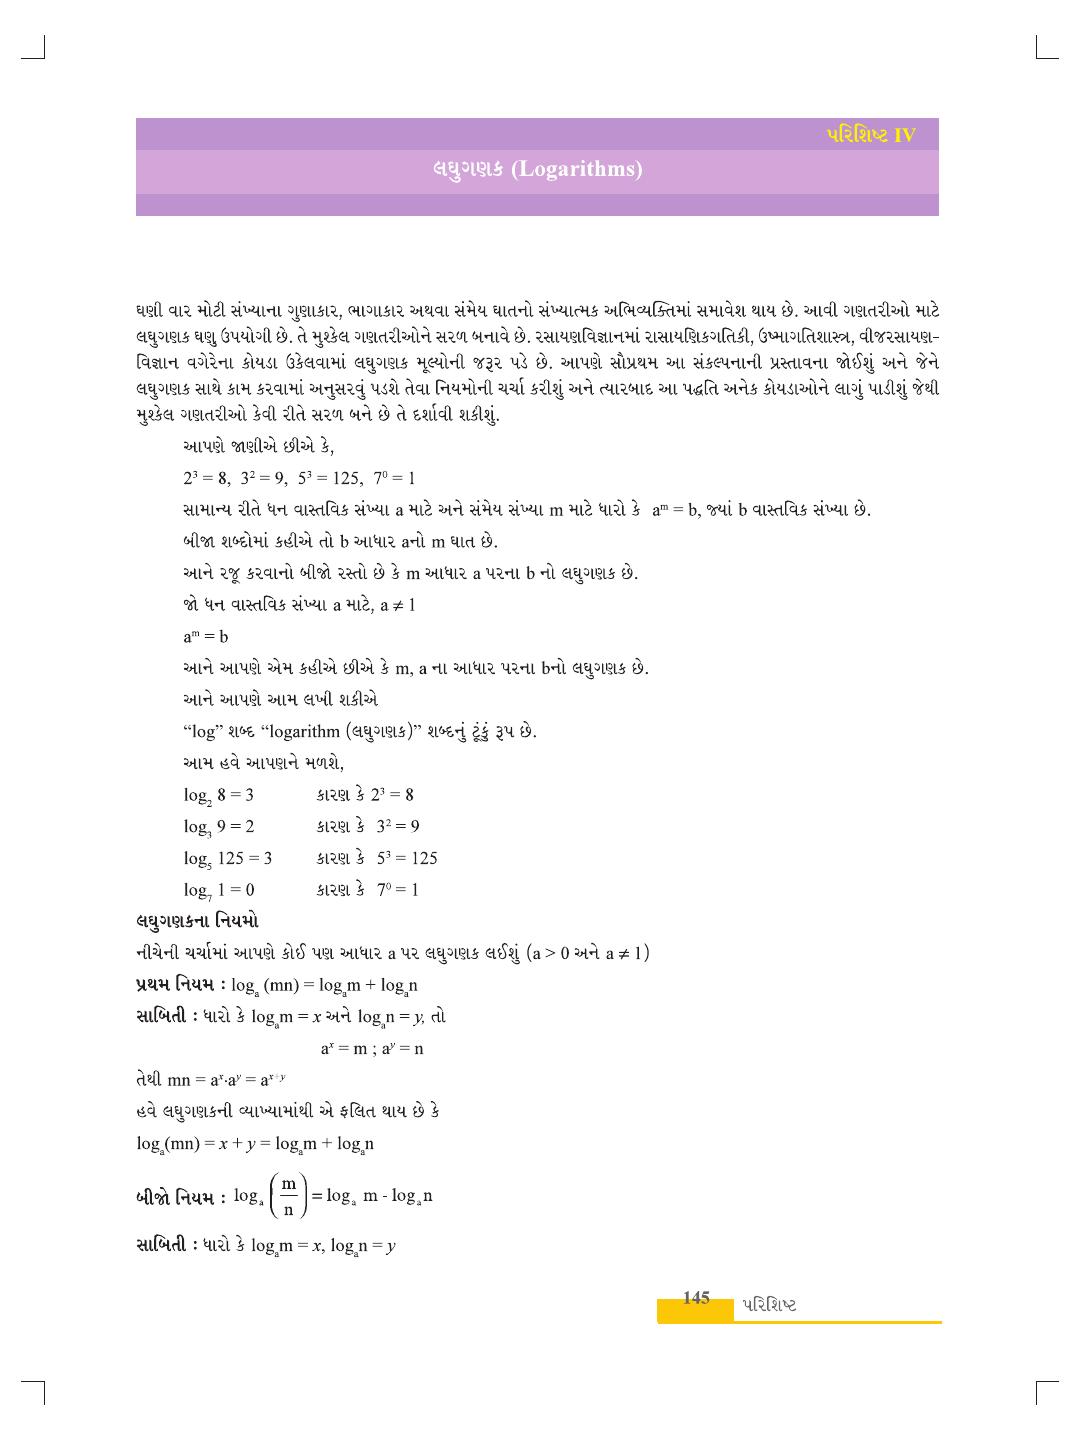 પરિશિષ્ટ IV
લઘુગણક (Logarithms)
ઘણી વાર મોટી સંખ્યાના ગુણાકાર, ભાગાકાર અથવા સંમેય ઘાતનો સંખ્યાત્મક અભિવ્યક્તિમાં સમાવેશ થાય છે. આવી ગણતરીઓ માટે
લઘુગણક ઘણુ ઉપયોગી છે. તે મુશ્કેલ ગણતરીઓને સરળ બનાવે છે. રસાયણવિજ્ઞાનમાં રાસાયણિકગતિકી, ઉષ્માગતિશાસ્ત્ર, વીજરસાયણ-
વિજ્ઞાન વગેરેના કોયડા ઉકેલવામાં લઘુગણક મૂલ્યોની જરૂર પડે છે. આપણે સૌપ્રથમ આ સંકલ્પનાની પ્રસ્તાવના જોઈશું અને જેને
લઘુગણક સાથે કામ કરવામાં અનુસરવું પડશે તેવા નિયમોની ચર્ચા કરીશું અને ત્યારબાદ આ પદ્ધતિ અનેક કોયડાઓને લાગું પાડીશું જેથી
મુશ્કેલ ગણતરીઓ કેવી રીતે સરળ બને છે તે દર્શાવી શકીશું.
આપણે જાણીએ છીએ કે,
2³ = 8, 3² = 9, 5³ = 125, 7⁰ = 1
સામાન્ય રીતે ધન વાસ્તવિક સંખ્યા a માટે અને સંમેય સંખ્યા m માટે ધારો કે aᵐ = b, જ્યાં b વાસ્તવિક સંખ્યા છે.
બીજા શબ્દોમાં કહીએ તો b આધાર aનો m ઘાત છે.
આને રજૂ કરવાનો બીજો રસ્તો છે કે m આધાર a પરના b નો લઘુગણક છે.
જો ધન વાસ્તવિક સંખ્યા a માટે, a ≠ 1
aᵐ = b
આને આપણે એમ કહીએ છીએ કે m, a ના આધાર પરના bનો લઘુગણક છે.
આને આપણે આમ લખી શકીએ
“log” શબ્દ “logarithm (લઘુગણક)” શબ્દનું ટૂંકું રૂપ છે.
આમ હવે આપણને મળશે,
log₂ 8 = 3 કારણ કે 2³ = 8
log₃ 9 = 2 કારણ કે 3² = 9
log₅ 125 = 3 કારણ કે 5³ = 125
log₇ 1 = 0 કારણ કે 7⁰ = 1
લઘુગણકના નિયમો
નીચેની ચર્ચામાં આપણે કોઈ પણ આધાર a પર લઘુગણક લઈશું (a > 0 અને a ≠ 1)
પ્રથમ નિયમ : logₐ (mn) = logₐm + logₐn
સાબિતી : ધારો કે logₐm = x અને logₐn = y, તો
aˣ = m ; aʸ = n
તેથી mn = aˣ·aʸ = aˣ⁺ʸ
હવે લઘુગણકની વ્યાખ્યામાંથી એ ફલિત થાય છે કે
logₐ(mn) = x + y = logₐm + logₐn
બીજો નિયમ : logₐ (m/n) = logₐ m - logₐn
સાબિતી : ધારો કે logₐm = x, logₐn = y
145 પરિશિષ્ટ